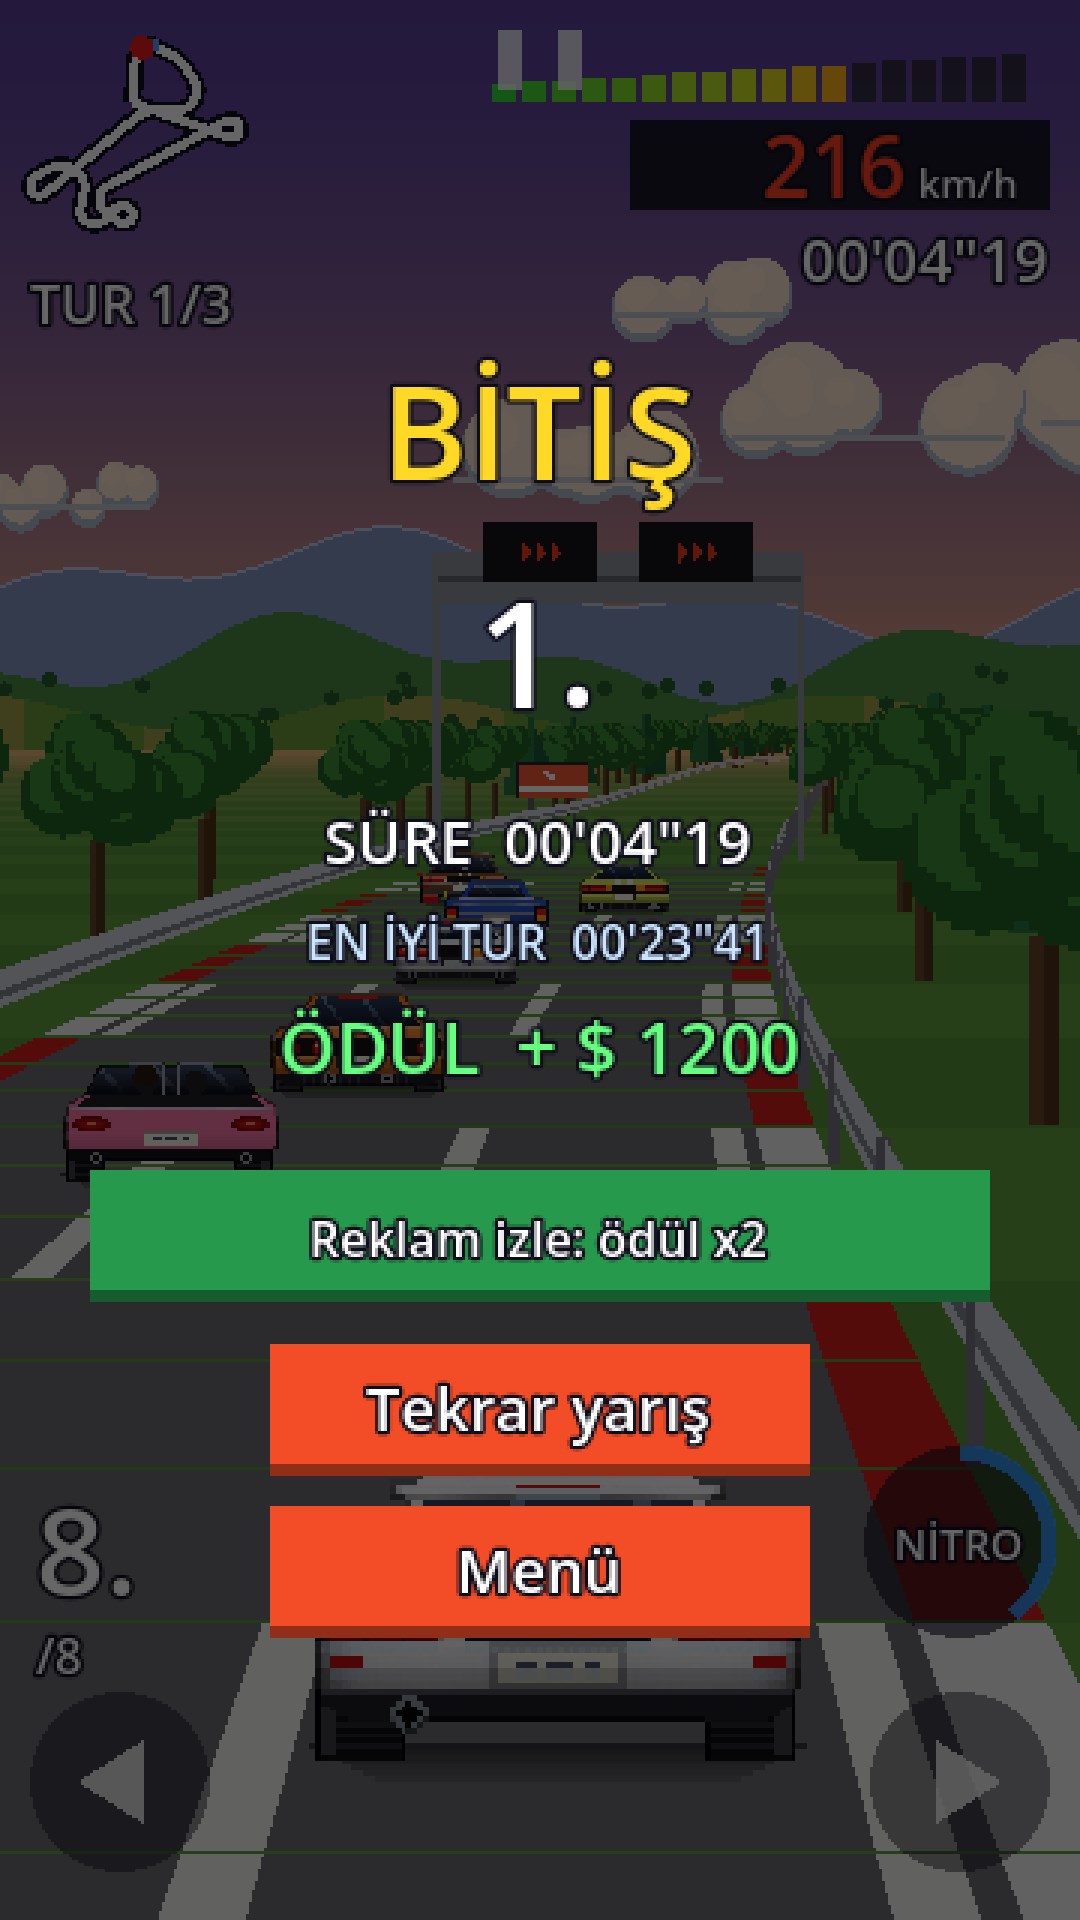 216 km/h
00'04"19
TUR 1/3
BİTİŞ
1.
SÜRE 00'04"19
EN İYİ TUR 00'23"41
ÖDÜL + $ 1200
Reklam izle: ödül x2
Tekrar yarış
Menü
8.
/8
NİTRO